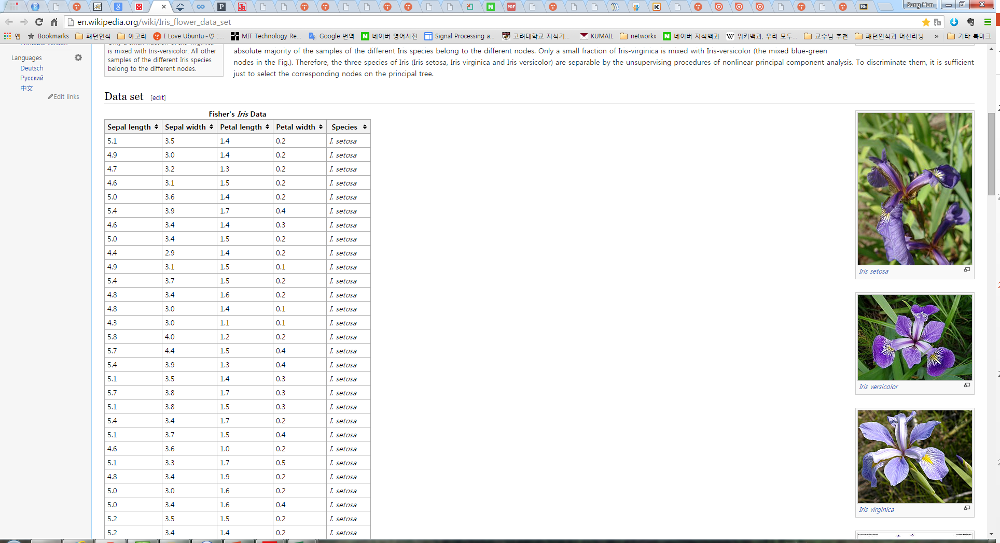 Sung Hun
en.wikipedia.org/wiki/Iris_flower_data_set
앱 Bookmarks 패턴인식 아고라 I Love Ubuntu~♡ ::... MIT Technology Re... Google 번역 네이버 영어사전 Signal Processing a... 고려대학교 지식기... KUMAIL networkx 네이버 지식백과 위키백과, 우리 모두... 교수님 추천 패턴인식과 머신러닝 » 기타 북마크
Printable version
Languages
Deutsch
Русский
中文
Edit links
is mixed with Iris-versicolor. All other
samples of the different Iris species
belong to the different nodes.
absolute majority of the samples of the different Iris species belong to the different nodes. Only a small fraction of Iris-virginica is mixed with Iris-versicolor (the mixed blue-green
nodes in the Fig.). Therefore, the three species of Iris (Iris setosa, Iris virginica and Iris versicolor) are separable by the unsupervising procedures of nonlinear principal component analysis. To discriminate them, it is sufficient
just to select the corresponding nodes on the principal tree.
Data set [edit]
Fisher's Iris Data
Sepal length Sepal width Petal length Petal width Species
5.1 3.5 1.4 0.2 I. setosa
4.9 3.0 1.4 0.2 I. setosa
4.7 3.2 1.3 0.2 I. setosa
4.6 3.1 1.5 0.2 I. setosa
5.0 3.6 1.4 0.2 I. setosa
5.4 3.9 1.7 0.4 I. setosa
4.6 3.4 1.4 0.3 I. setosa
5.0 3.4 1.5 0.2 I. setosa
4.4 2.9 1.4 0.2 I. setosa
4.9 3.1 1.5 0.1 I. setosa
5.4 3.7 1.5 0.2 I. setosa
4.8 3.4 1.6 0.2 I. setosa
4.8 3.0 1.4 0.1 I. setosa
4.3 3.0 1.1 0.1 I. setosa
5.8 4.0 1.2 0.2 I. setosa
5.7 4.4 1.5 0.4 I. setosa
5.4 3.9 1.3 0.4 I. setosa
5.1 3.5 1.4 0.3 I. setosa
5.7 3.8 1.7 0.3 I. setosa
5.1 3.8 1.5 0.3 I. setosa
5.4 3.4 1.7 0.2 I. setosa
5.1 3.7 1.5 0.4 I. setosa
4.6 3.6 1.0 0.2 I. setosa
5.1 3.3 1.7 0.5 I. setosa
4.8 3.4 1.9 0.2 I. setosa
5.0 3.0 1.6 0.2 I. setosa
5.0 3.4 1.6 0.4 I. setosa
5.2 3.5 1.5 0.2 I. setosa
5.2 3.4 1.4 0.2 I. setosa
Iris setosa
Iris versicolor
Iris virginica